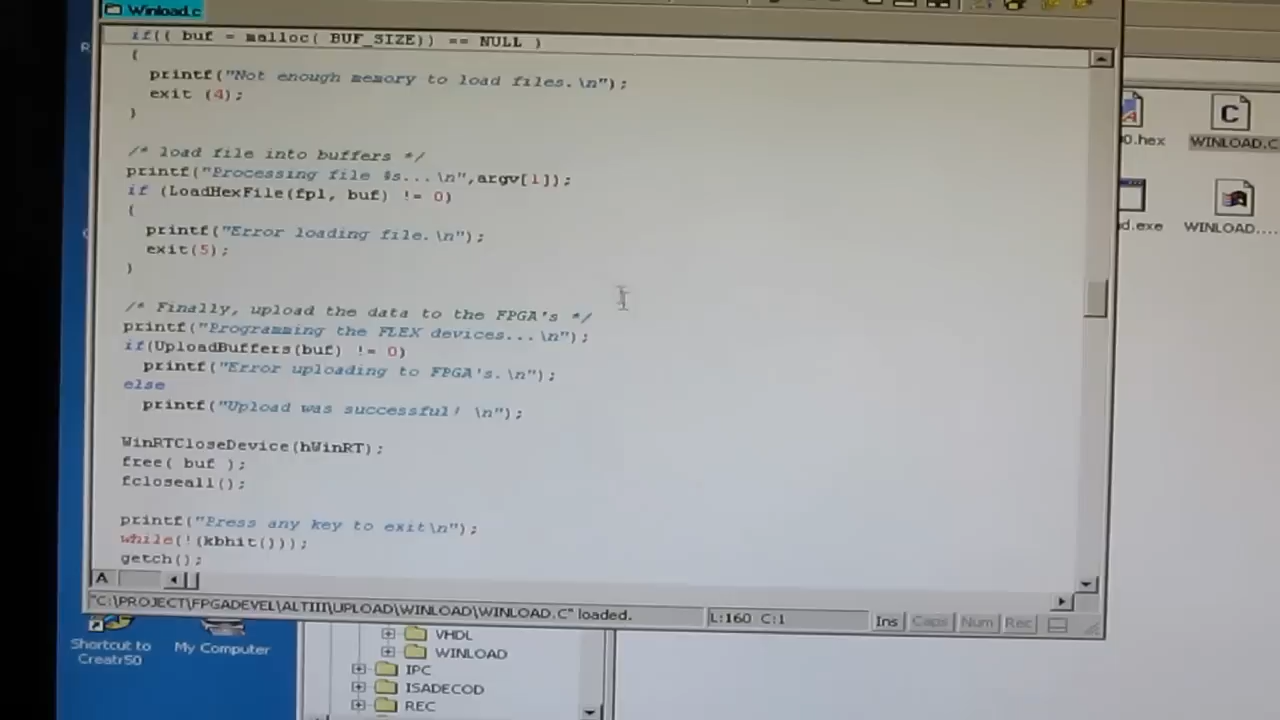 Winload.c
if(( buf = malloc( BUF_SIZE)) == NULL )
{
printf("Not enough memory to load files.\n");
exit (4);
}
/* load file into buffers */
printf("Processing file %s...\n",argv[1]);
if (LoadHexFile(fp1, buf) != 0)
{
printf("Error loading file.\n");
exit(5);
}
/* Finally, upload the data to the FPGA's */
printf("Programming the FLEX devices...\n");
if(UploadBuffers(buf) != 0)
printf("Error uploading to FPGA's.\n");
else
printf("Upload was successful! \n");
WinRTCloseDevice(hWinRT);
free( buf );
fcloseall();
printf("Press any key to exit\n");
while(!(kbhit()));
getch();
A
"C:\PROJECT\FPGADEVEL\ALTIII\UPLOAD\WINLOAD\WINLOAD.C" loaded.
L:160 C:1
Ins
Caps
Num
Rec
0.hex
WINLOAD.C
d.exe
WINLOAD....
Shortcut to
Creatr50
My Computer
VHDL
WINLOAD
IPC
ISADECOD
REC